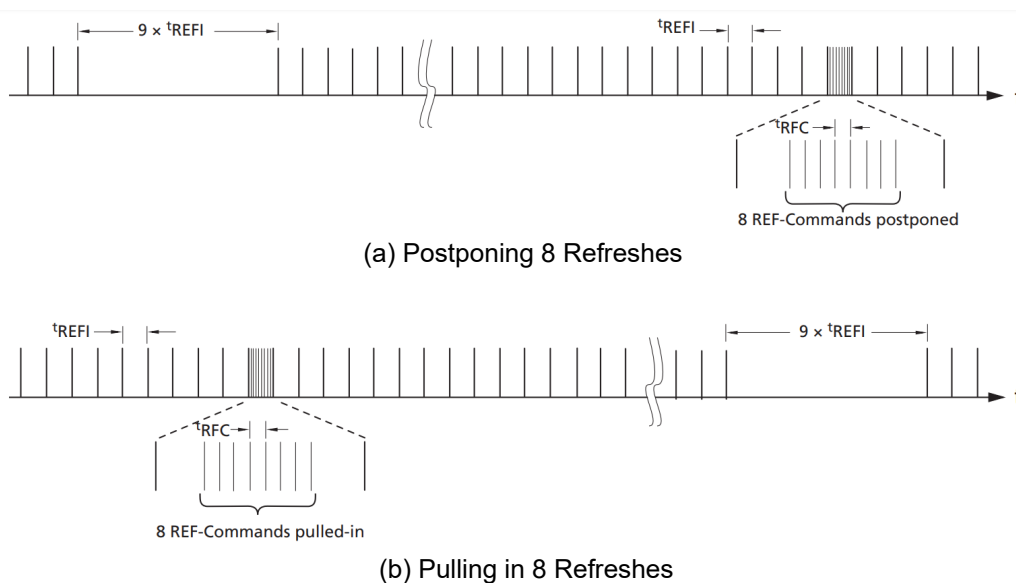 9 × tREFI
tREFI
tRFC
8 REF-Commands postponed
(a) Postponing 8 Refreshes
tREFI
9 × tREFI
tRFC
8 REF-Commands pulled-in
(b) Pulling in 8 Refreshes